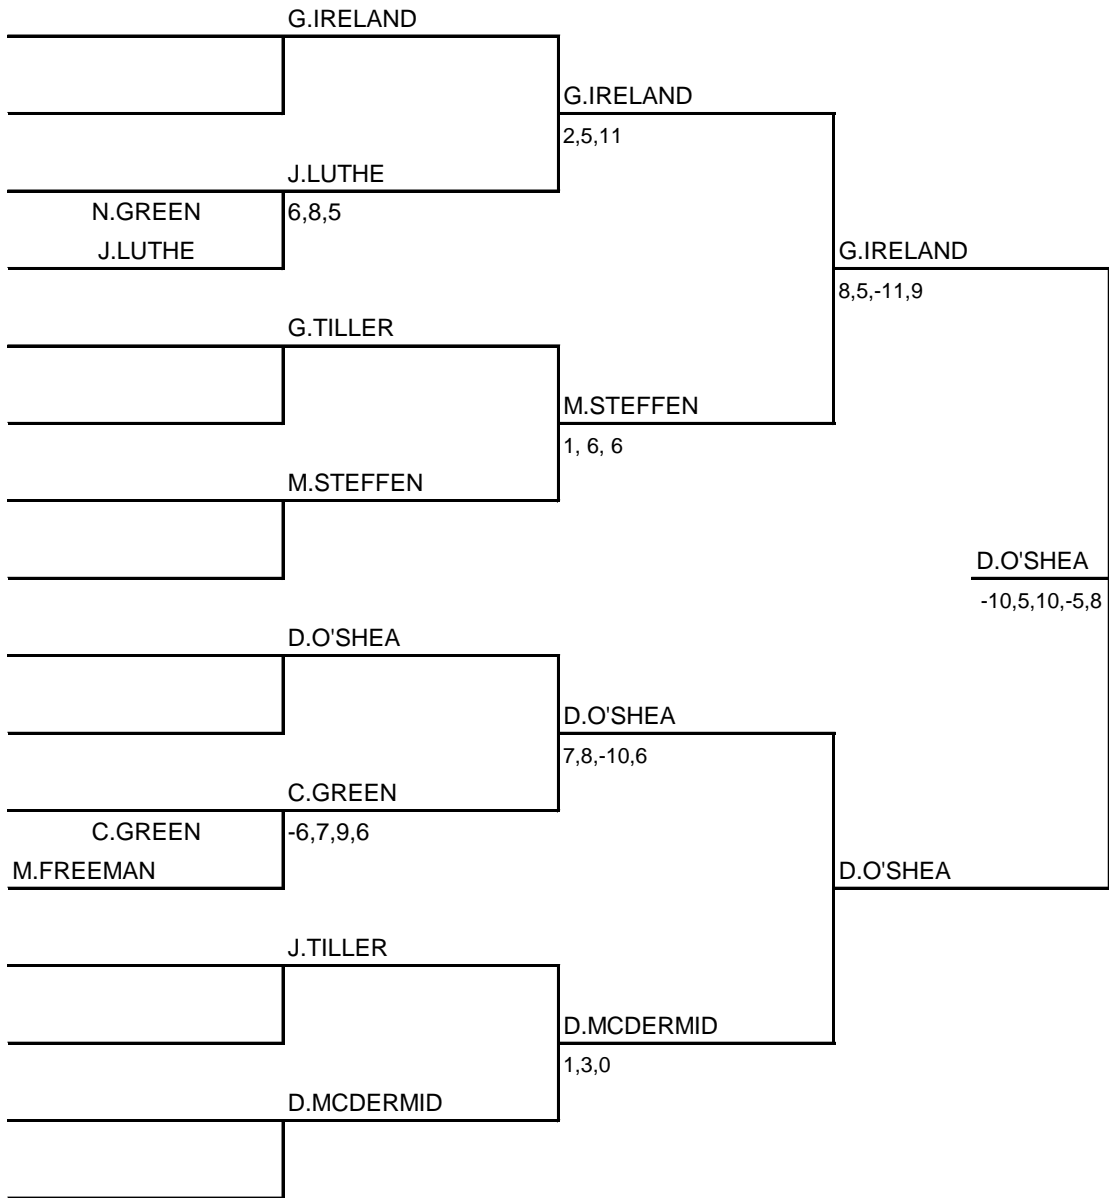 G.IRELAND
G.IRELAND
2,5,11
J.LUTHE
N.GREEN
6,8,5
J.LUTHE
G.IRELAND
8,5,-11,9
G.TILLER
M.STEFFEN
1, 6, 6
M.STEFFEN
D.O'SHEA
-10,5,10,-5,8
D.O'SHEA
D.O'SHEA
7,8,-10,6
C.GREEN
C.GREEN
-6,7,9,6
M.FREEMAN
D.O'SHEA
J.TILLER
D.MCDERMID
1,3,0
D.MCDERMID